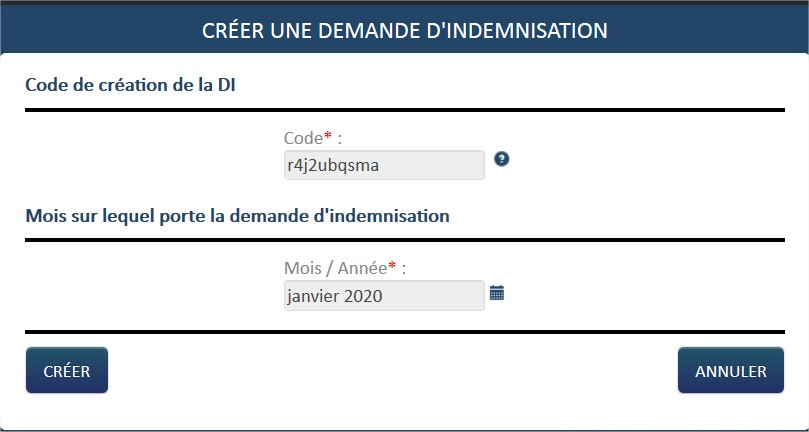 CRÉER UNE DEMANDE D'INDEMNISATION
Code de création de la DI
Code* :
r4j2ubqsma
?
Mois sur lequel porte la demande d'indemnisation
Mois / Année* :
janvier 2020
CRÉER
ANNULER